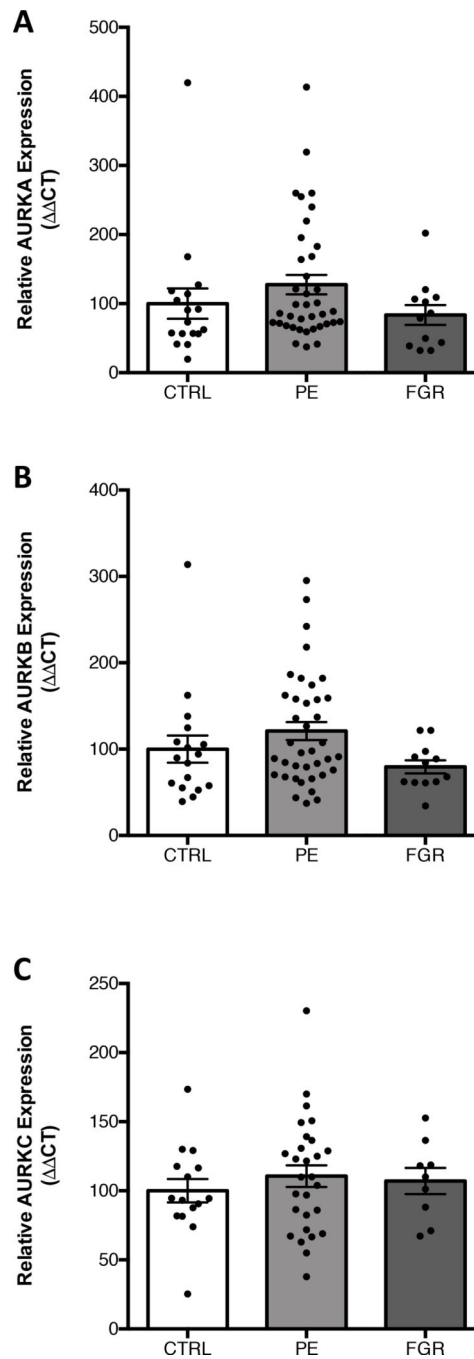 A
Relative AURKA Expression
(ΔΔCT)
500
400
300
200
100
0
CTRL
PE
FGR
B
Relative AURKB Expression
(ΔΔCT)
400
300
200
100
0
CTRL
PE
FGR
C
Relative AURKC Expression
(ΔΔCT)
250
200
150
100
50
0
CTRL
PE
FGR